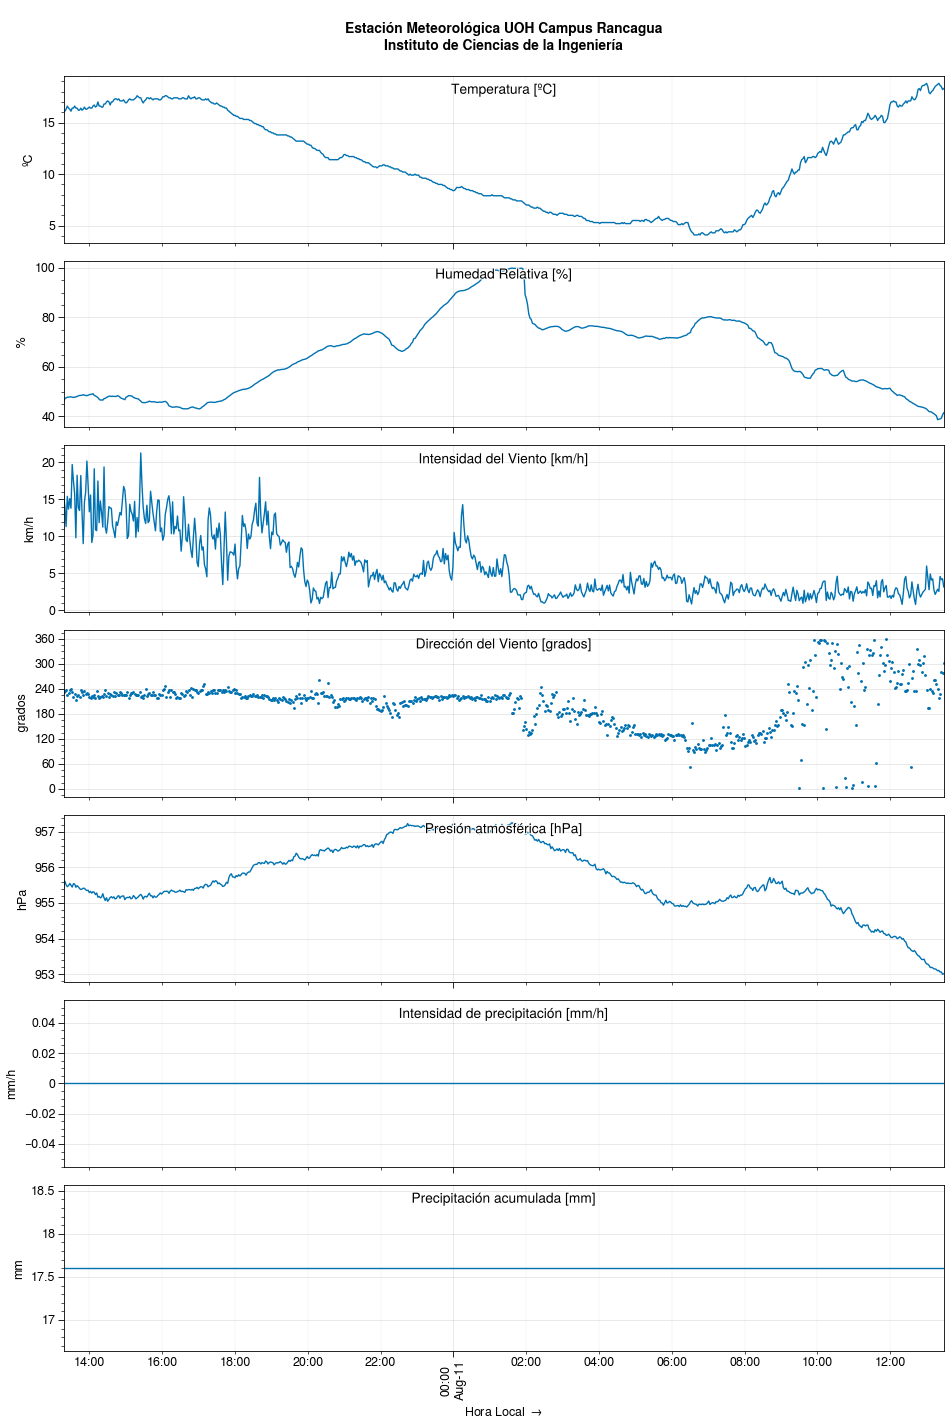 Estación Meteorológica UOH Campus Rancagua
Instituto de Ciencias de la Ingeniería
Temperatura [ºC]
ºC
15
10
5
Humedad Relativa [%]
%
100
80
60
40
Intensidad del Viento [km/h]
km/h
20
15
10
5
0
Dirección del Viento [grados]
grados
360
300
240
180
120
60
0
Presión atmosférica [hPa]
hPa
957
956
955
954
953
Intensidad de precipitación [mm/h]
mm/h
0.04
0.02
0
−0.02
−0.04
Precipitación acumulada [mm]
mm
18.5
18
17.5
17
14:00 16:00 18:00 20:00 22:00 00:00 02:00 04:00 06:00 08:00 10:00 12:00
Aug-11
Hora Local →